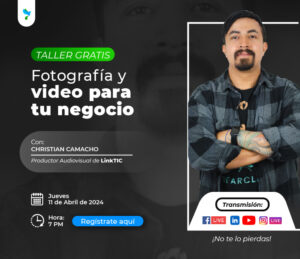 TALLER GRATIS
Fotografía y
video para
tu negocio
Con:
CHRISTIAN CAMACHO
Productor Audiovisual de LinkTIC
Jueves
11 de Abril de 2024
Hora:
7 PM
Regístrate aquí
Transmisión:
LIVE
LIVE
¡No te lo pierdas!